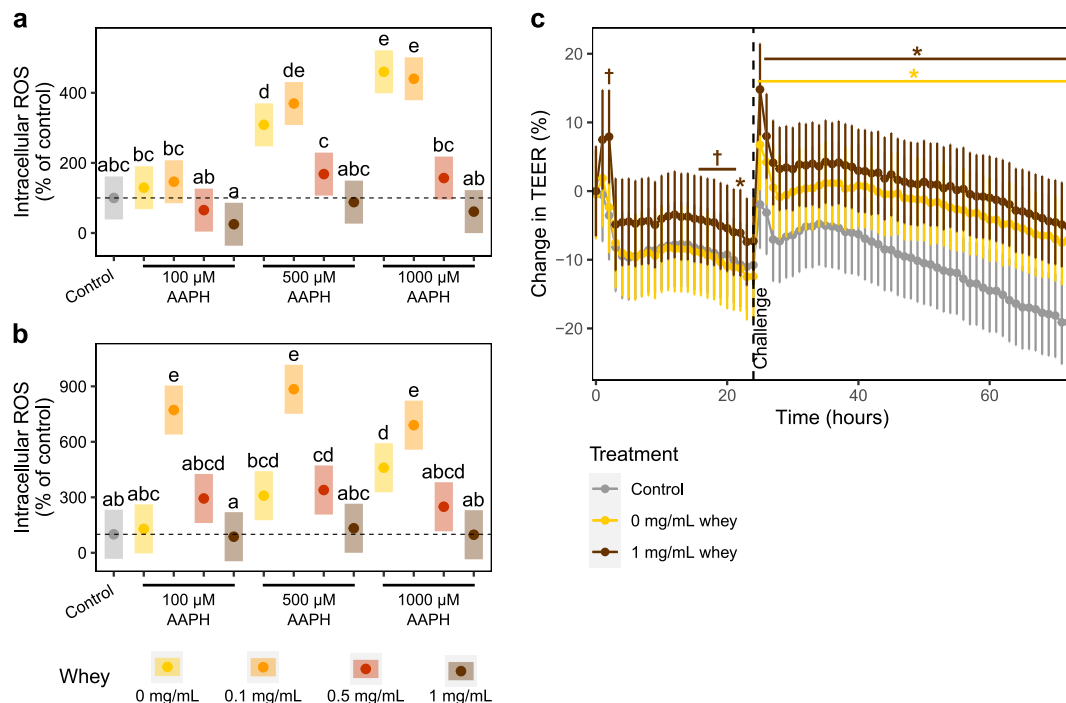 a
Intracellular ROS
(% of control)
400
200
0
abc
bc
bc
ab
a
d
de
c
abc
e
e
bc
ab
Control
100 μM
AAPH
500 μM
AAPH
1000 μM
AAPH
b
Intracellular ROS
(% of control)
900
600
300
0
ab
abc
e
abcd
a
bcd
e
cd
abc
d
e
abcd
ab
Control
100 μM
AAPH
500 μM
AAPH
1000 μM
AAPH
Whey
0 mg/mL
0.1 mg/mL
0.5 mg/mL
1 mg/mL
c
Change in TEER (%)
20
10
0
−10
−20
†
†
*
*
*
Challenge
0
20
40
60
Time (hours)
Treatment
Control
0 mg/mL whey
1 mg/mL whey